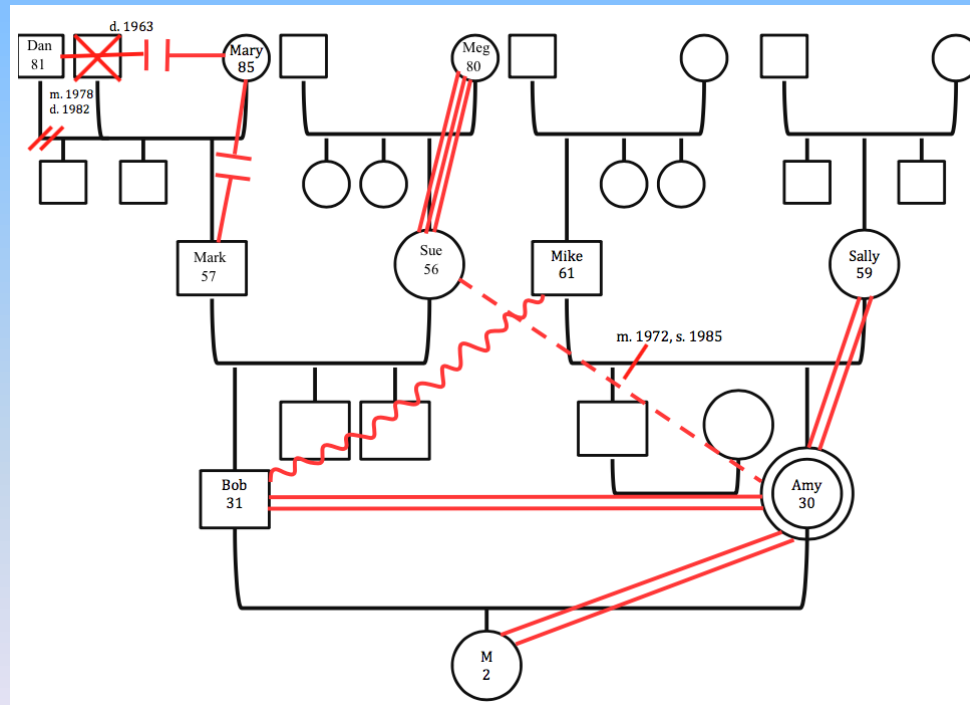 d. 1963
Dan
81
Mary
85
Meg
80
m. 1978
d. 1982
Mark
57
Sue
56
Mike
61
Sally
59
m. 1972, s. 1985
Bob
31
Amy
30
M
2